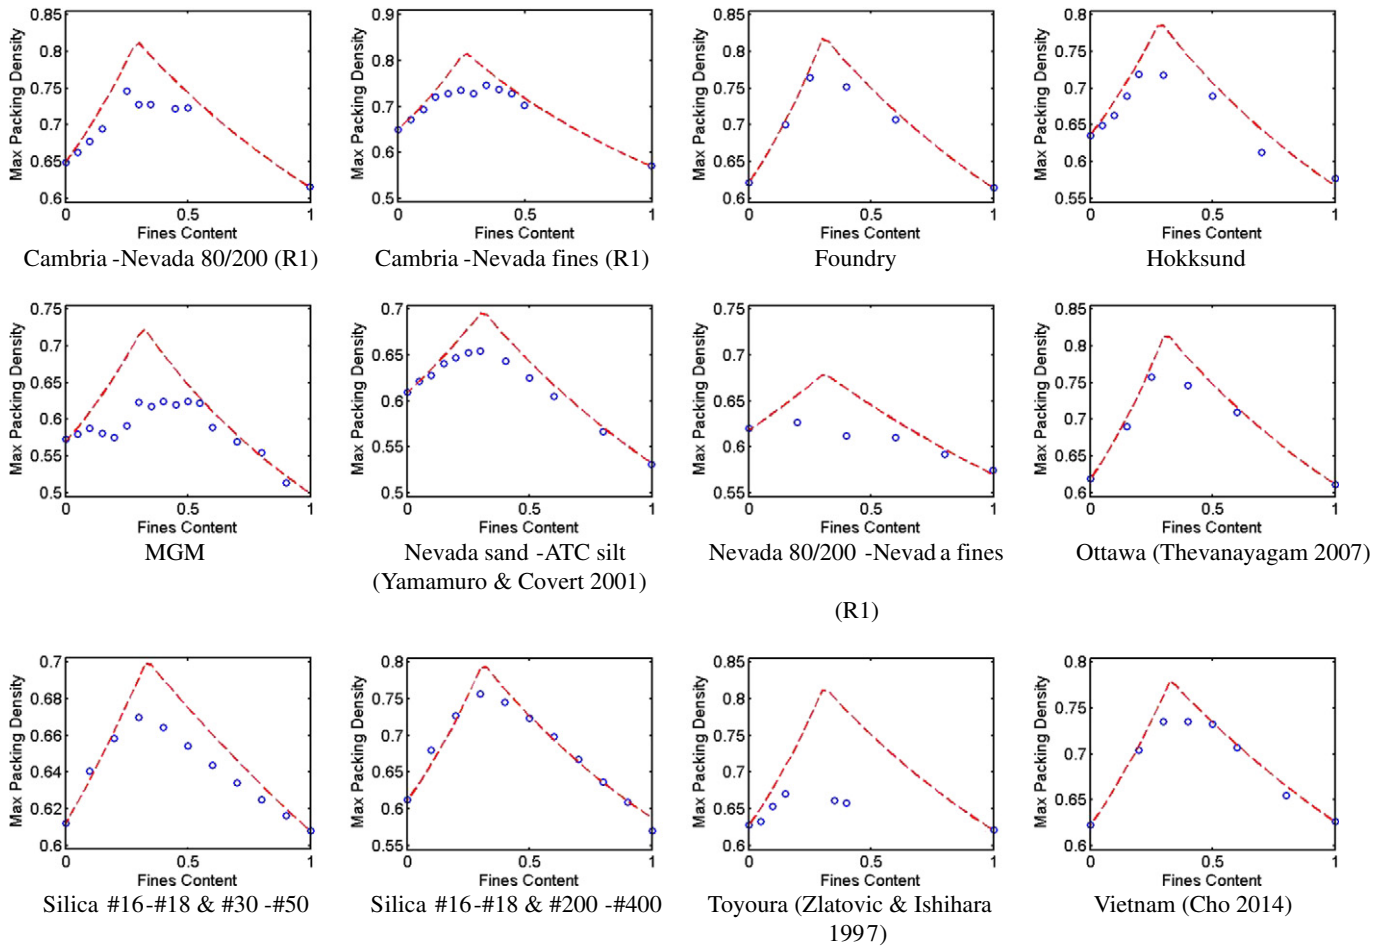 0.85
0.8
0.75
0.7
0.65
0.6
Max Packing Density
0 0.5 1
Fines Content
Cambria -Nevada 80/200 (R1)
0.9
0.8
0.7
0.6
0.5
Max Packing Density
0 0.5 1
Fines Content
Cambria -Nevada fines (R1)
0.85
0.8
0.75
0.7
0.65
0.6
Max Packing Density
0 0.5 1
Fines Content
Foundry
0.8
0.75
0.7
0.65
0.6
0.55
Max Packing Density
0 0.5 1
Fines Content
Hokksund
0.75
0.7
0.65
0.6
0.55
0.5
Max Packing Density
0 0.5 1
Fines Content
MGM
0.7
0.65
0.6
0.55
0.5
Max Packing Density
0 0.5 1
Fines Content
Nevada sand -ATC silt
(Yamamuro & Covert 2001)
0.75
0.7
0.65
0.6
0.55
Max Packing Density
0 0.5 1
Fines Content
Nevada 80/200 -Nevad a fines
(R1)
0.85
0.8
0.75
0.7
0.65
0.6
Max Packing Density
0 0.5 1
Fines Content
Ottawa (Thevanayagam 2007)
0.7
0.68
0.66
0.64
0.62
0.6
Max Packing Density
0 0.5 1
Fines Content
Silica #16-#18 & #30 -#50
0.8
0.75
0.7
0.65
0.6
0.55
Max Packing Density
0 0.5 1
Fines Content
Silica #16-#18 & #200 -#400
0.85
0.8
0.75
0.7
0.65
0.6
Max Packing Density
0 0.5 1
Fines Content
Toyoura (Zlatovic & Ishihara
1997)
0.8
0.75
0.7
0.65
0.6
Max Packing Density
0 0.5 1
Fines Content
Vietnam (Cho 2014)